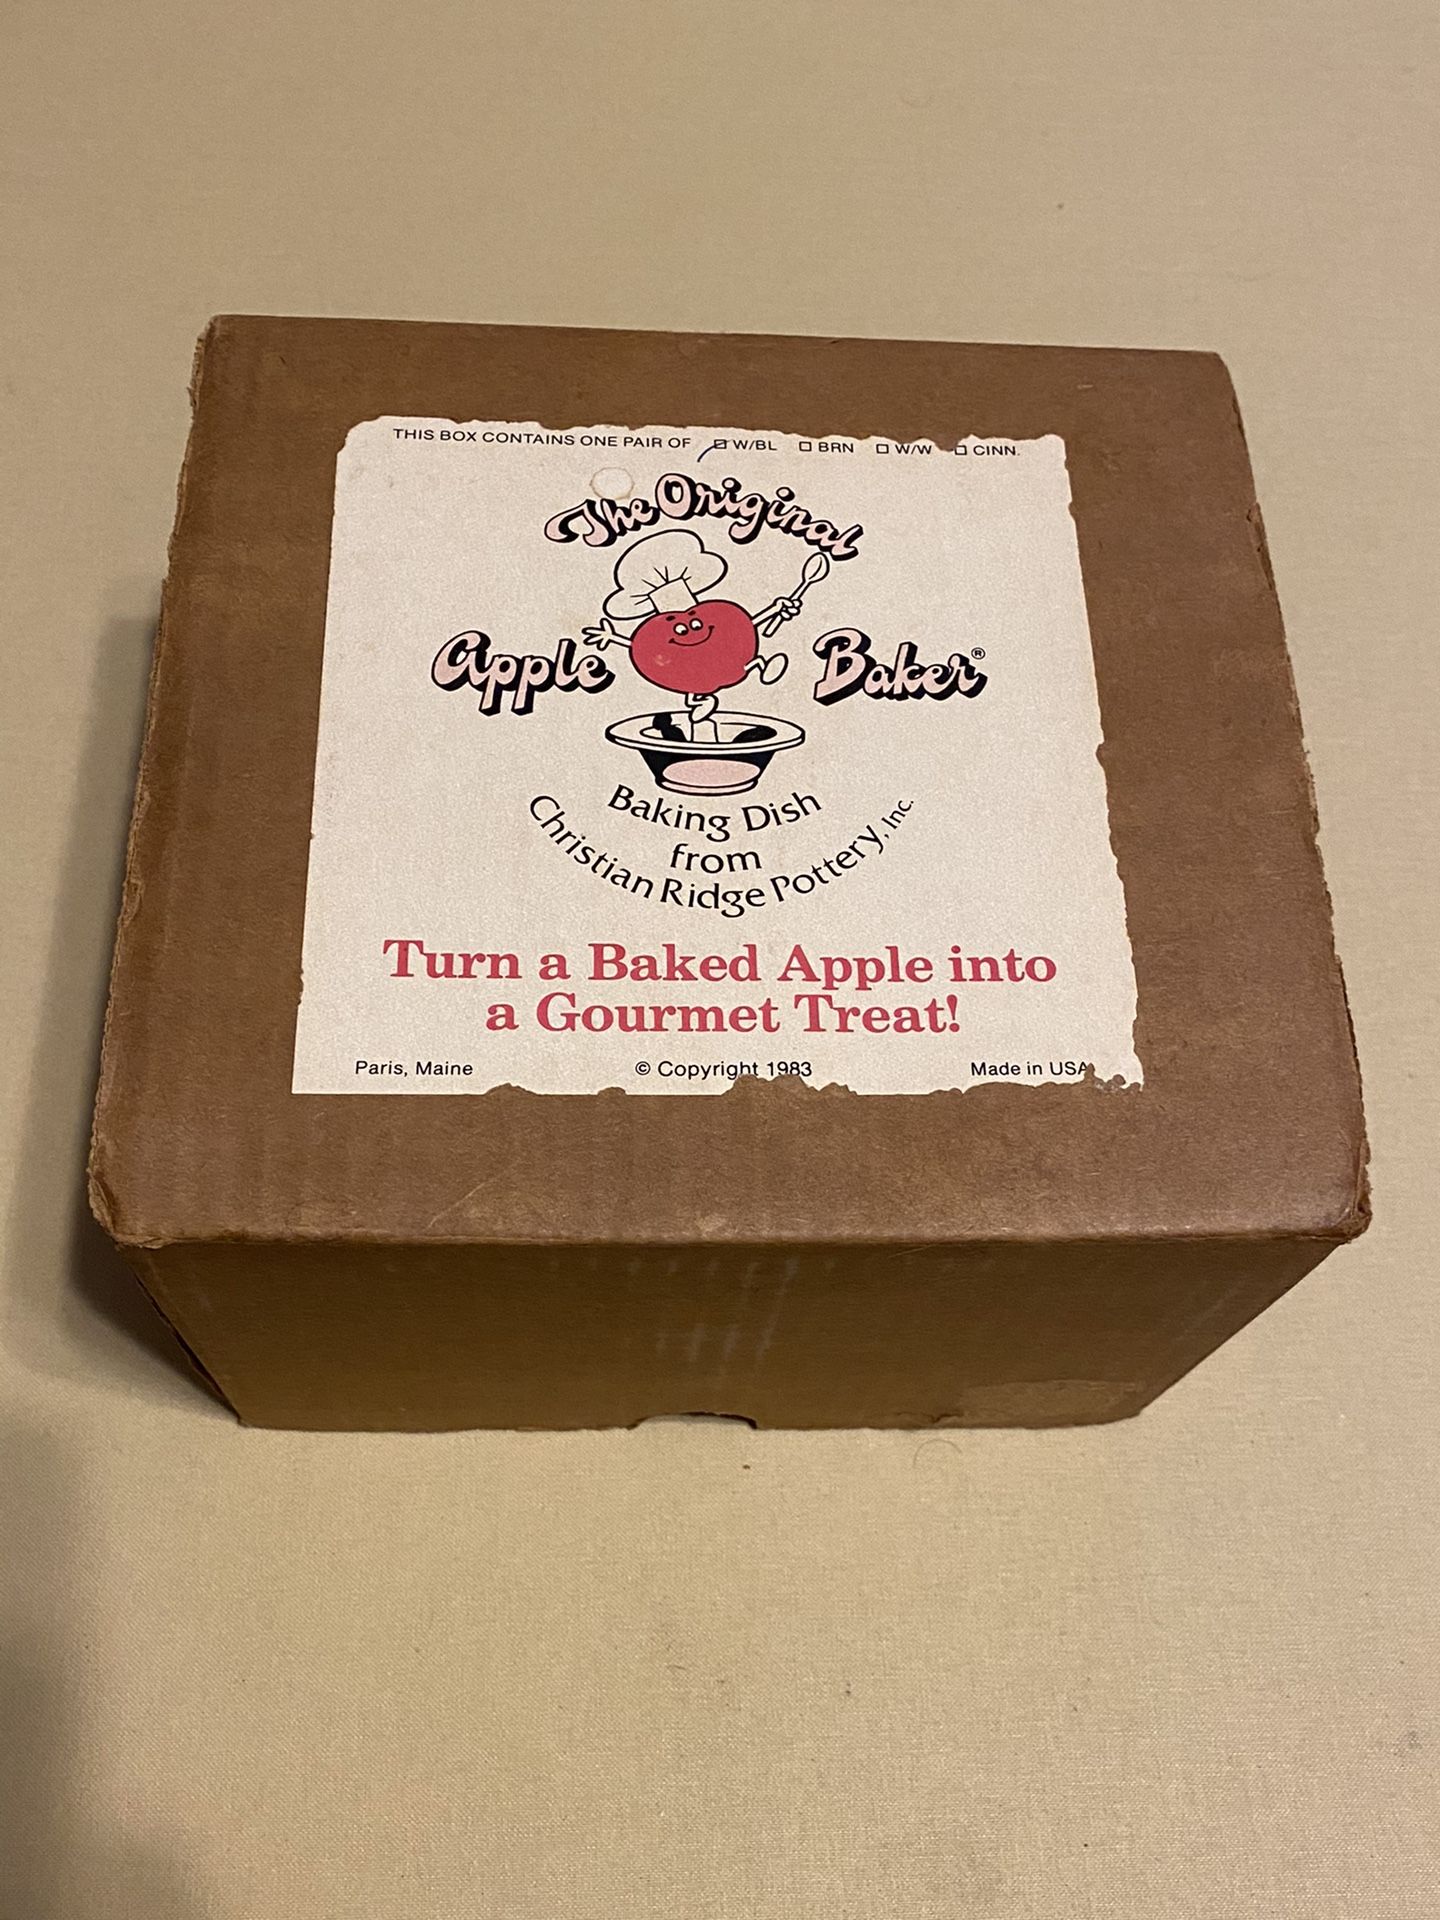 THIS BOX CONTAINS ONE PAIR OF ☑ W/BL ☐ BRN ☐ W/W ☐ CINN.
The Original
Apple Baker®
Baking Dish
from
Christian Ridge Pottery, Inc.
Turn a Baked Apple into
a Gourmet Treat!
Paris, Maine © Copyright 1983 Made in USA